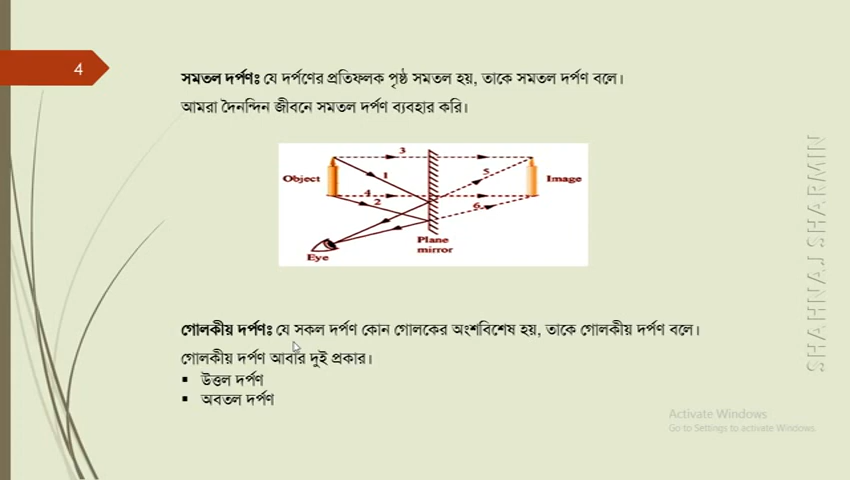 4
সমতল দর্পণঃ যে দর্পণের প্রতিফলক পৃষ্ঠ সমতল হয়, তাকে সমতল দর্পণ বলে।
আমরা দৈনন্দিন জীবনে সমতল দর্পণ ব্যবহার করি।
3
Object
1
5
Image
4
2
6
Plane
mirror
Eye
গোলকীয় দর্পণঃ যে সকল দর্পণ কোন গোলকের অংশবিশেষ হয়, তাকে গোলকীয় দর্পণ বলে।
গোলকীয় দর্পণ আবার দুই প্রকার।
▪ উত্তল দর্পণ
▪ অবতল দর্পণ
SHAHNAJ SHARMIN
Activate Windows
Go to Settings to activate Windows.